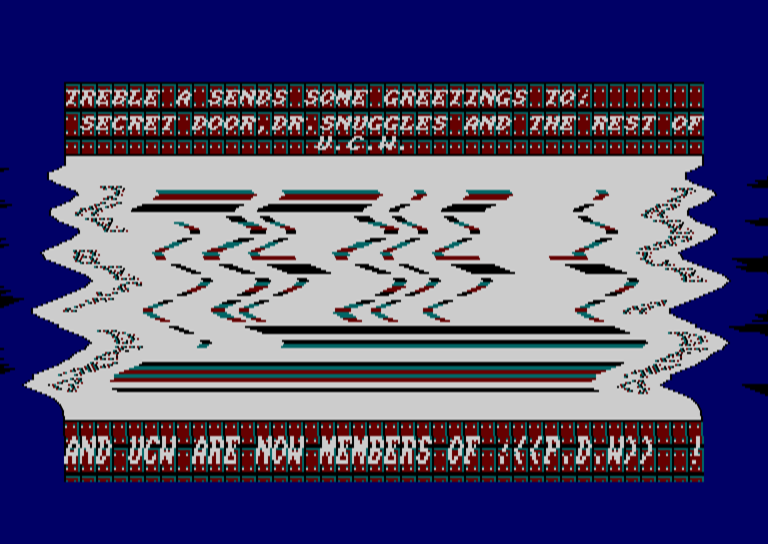 TREBLE A SENDS SOME GREETINGS TO:
SECRET DOOR,DR.SNUGGLES AND THE REST OF
U.C.W.
AND UCW ARE NOW MEMBERS OF !((P.D.W)) !